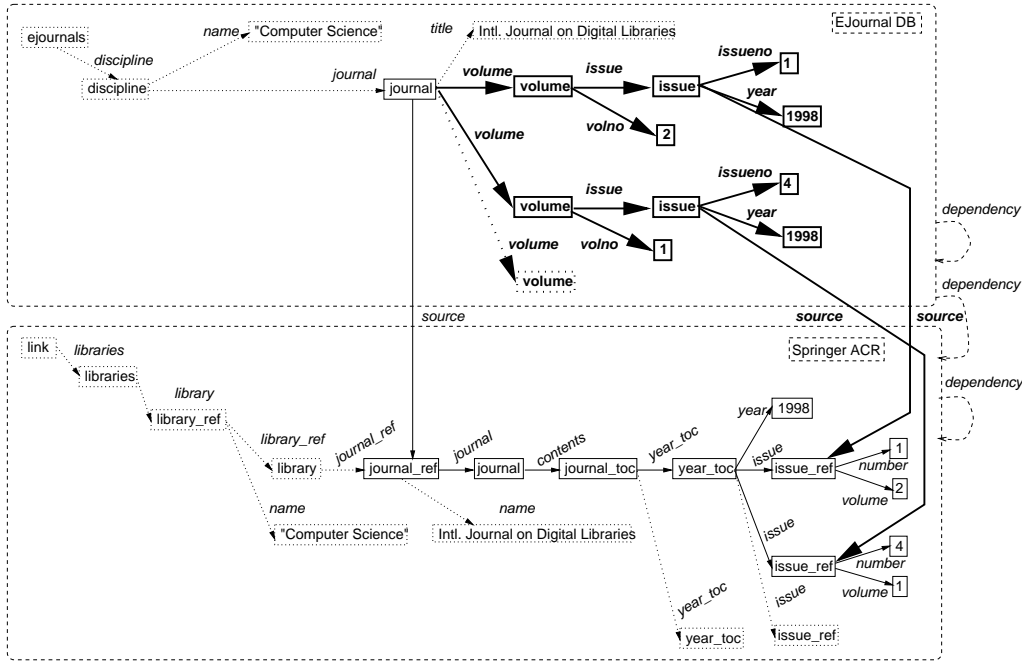 EJournal DB
ejournals
name
"Computer Science"
title
Intl. Journal on Digital Libraries
discipline
discipline
journal
journal
volume
volume
issue
issue
issueno
1
year
1998
volno
2
volume
volume
issue
issue
issueno
4
year
1998
volno
1
volume
volume
dependency
dependency
source
source
source
Springer ACR
link
libraries
libraries
library
library_ref
library_ref
library
name
"Computer Science"
journal_ref
journal_ref
journal
journal
contents
journal_toc
year_toc
year_toc
year
1998
issue
issue_ref
1
number
volume
2
name
Intl. Journal on Digital Libraries
issue
issue_ref
4
number
volume
1
year_toc
year_toc
issue
issue_ref
dependency